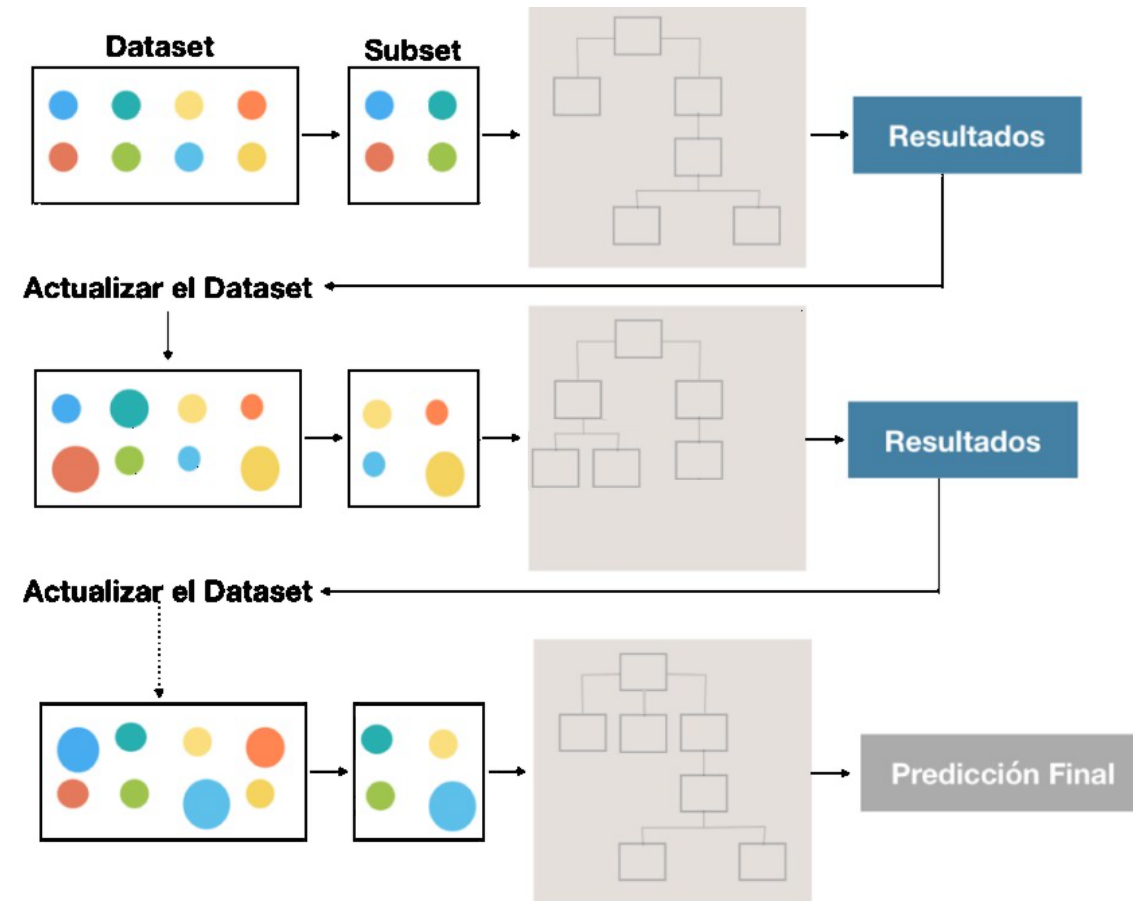 Dataset
Subset
Resultados
Actualizar el Dataset
Resultados
Actualizar el Dataset
Predicción Final